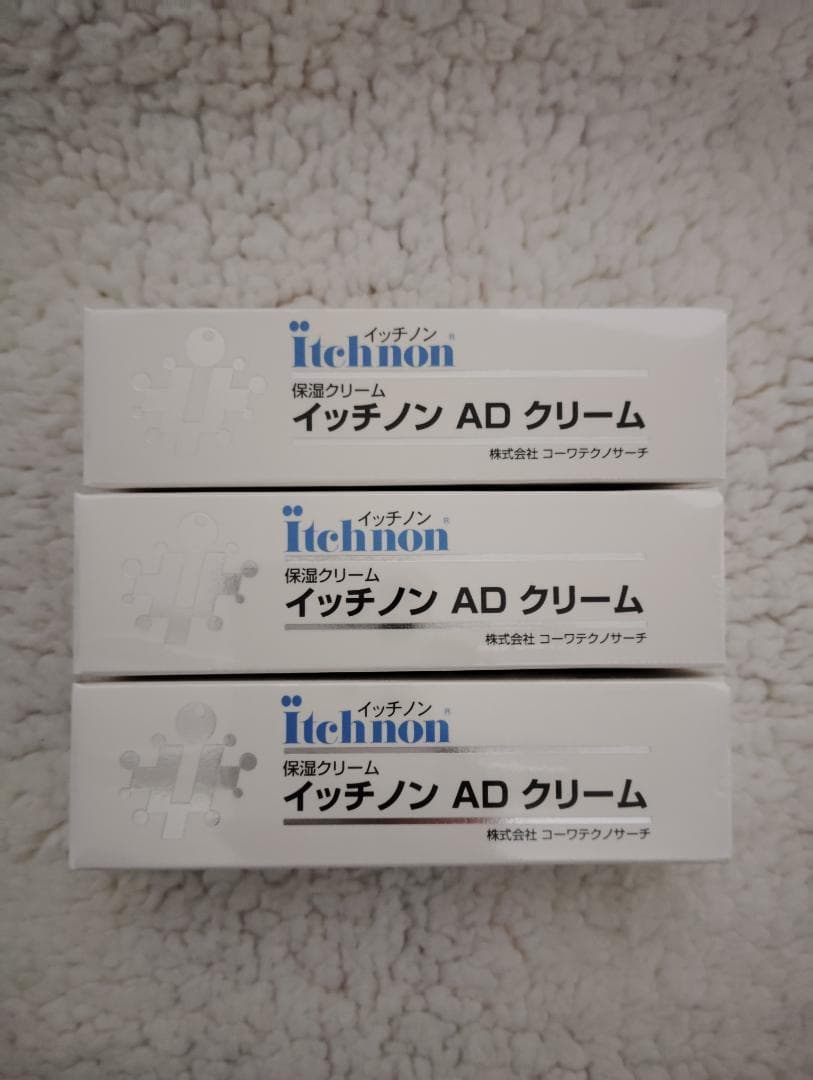 イッチノン
Itchnon®
保湿クリーム
イッチノン AD クリーム
株式会社 コーワテクノサーチ
イッチノン
Itchnon®
保湿クリーム
イッチノン AD クリーム
株式会社 コーワテクノサーチ
イッチノン
Itchnon®
保湿クリーム
イッチノン AD クリーム
株式会社 コーワテクノサーチ